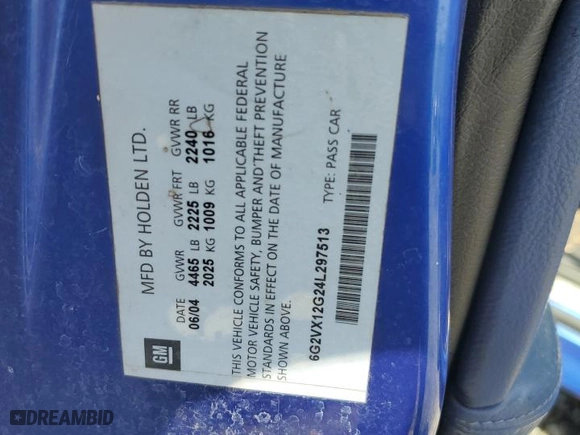 MFD BY HOLDEN LTD.
DATE GVWR GVWR FRT GVWR RR
06/04 4465 LB 2225 LB 2240 LB
2025 KG 1009 KG 1016 KG
THIS VEHICLE CONFORMS TO ALL APPLICABLE FEDERAL
MOTOR VEHICLE SAFETY, BUMPER AND THEFT PREVENTION
STANDARDS IN EFFECT ON THE DATE OF MANUFACTURE
SHOWN ABOVE.
6G2VX12G24L297513 TYPE: PASS CAR
GM
DREAMBID